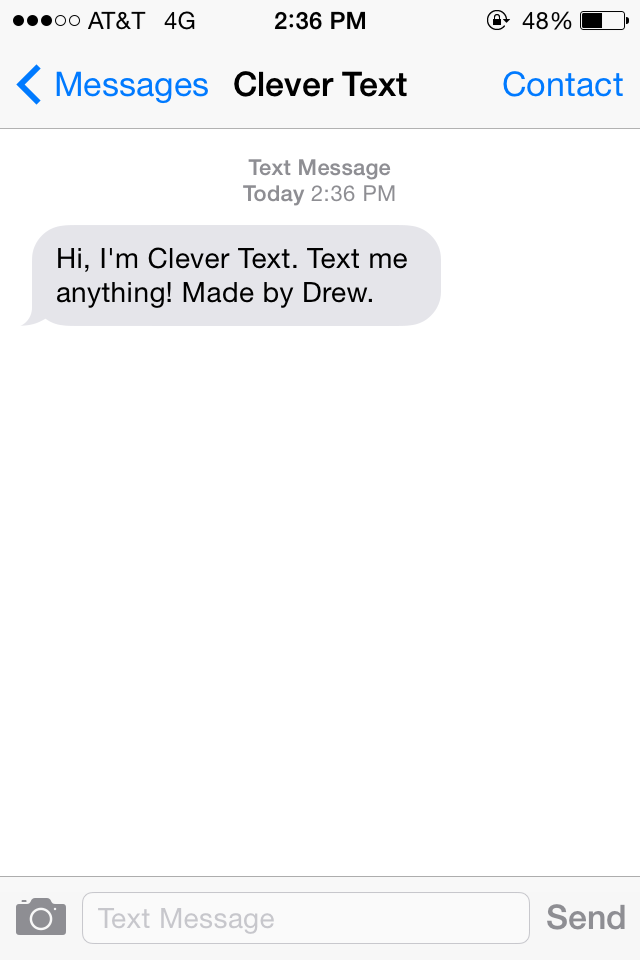 AT&T 4G 2:36 PM 48%
Messages Clever Text Contact
Text Message
Today 2:36 PM
Hi, I'm Clever Text. Text me
anything! Made by Drew.
Text Message Send